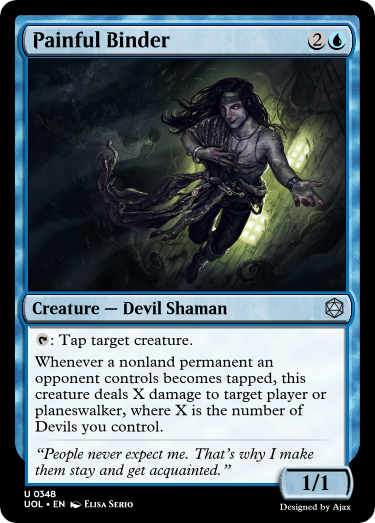 Painful Binder 2
Creature — Devil Shaman
: Tap target creature.
Whenever a nonland permanent an
opponent controls becomes tapped, this
creature deals X damage to target player or
planeswalker, where X is the number of
Devils you control.
“People never expect me. That’s why I make
them stay and get acquainted.”
1/1
U 0348
UOL • EN Elisa Serio
Designed by Ajax